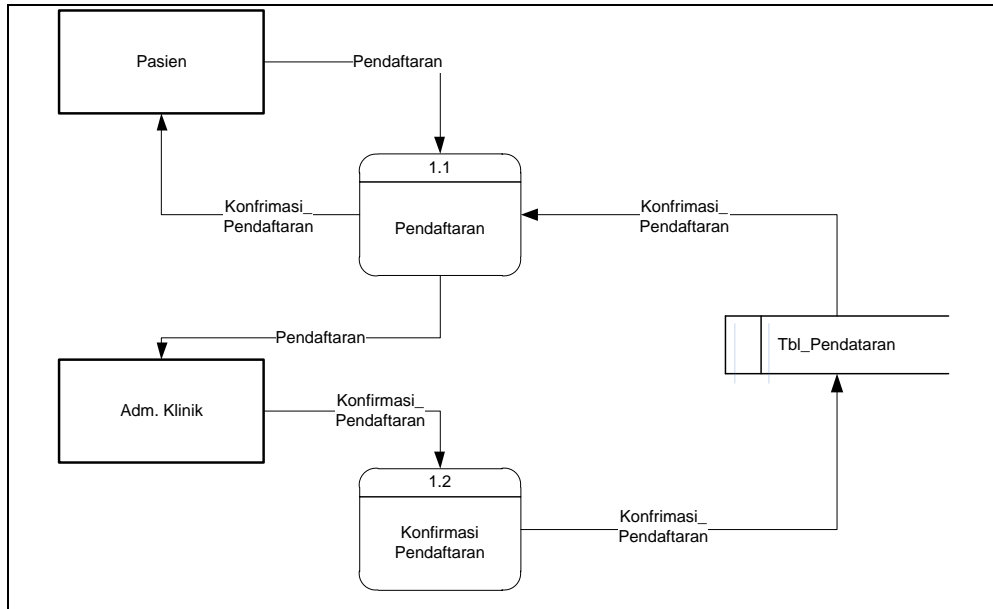 Pasien
Pendaftaran
1.1
Pendaftaran
Konfrimasi_
Pendaftaran
Konfrimasi_
Pendaftaran
Pendaftaran
Tbl_Pendataran
Adm. Klinik
Konfirmasi_
Pendaftaran
1.2
Konfirmasi
Pendaftaran
Konfrimasi_
Pendaftaran